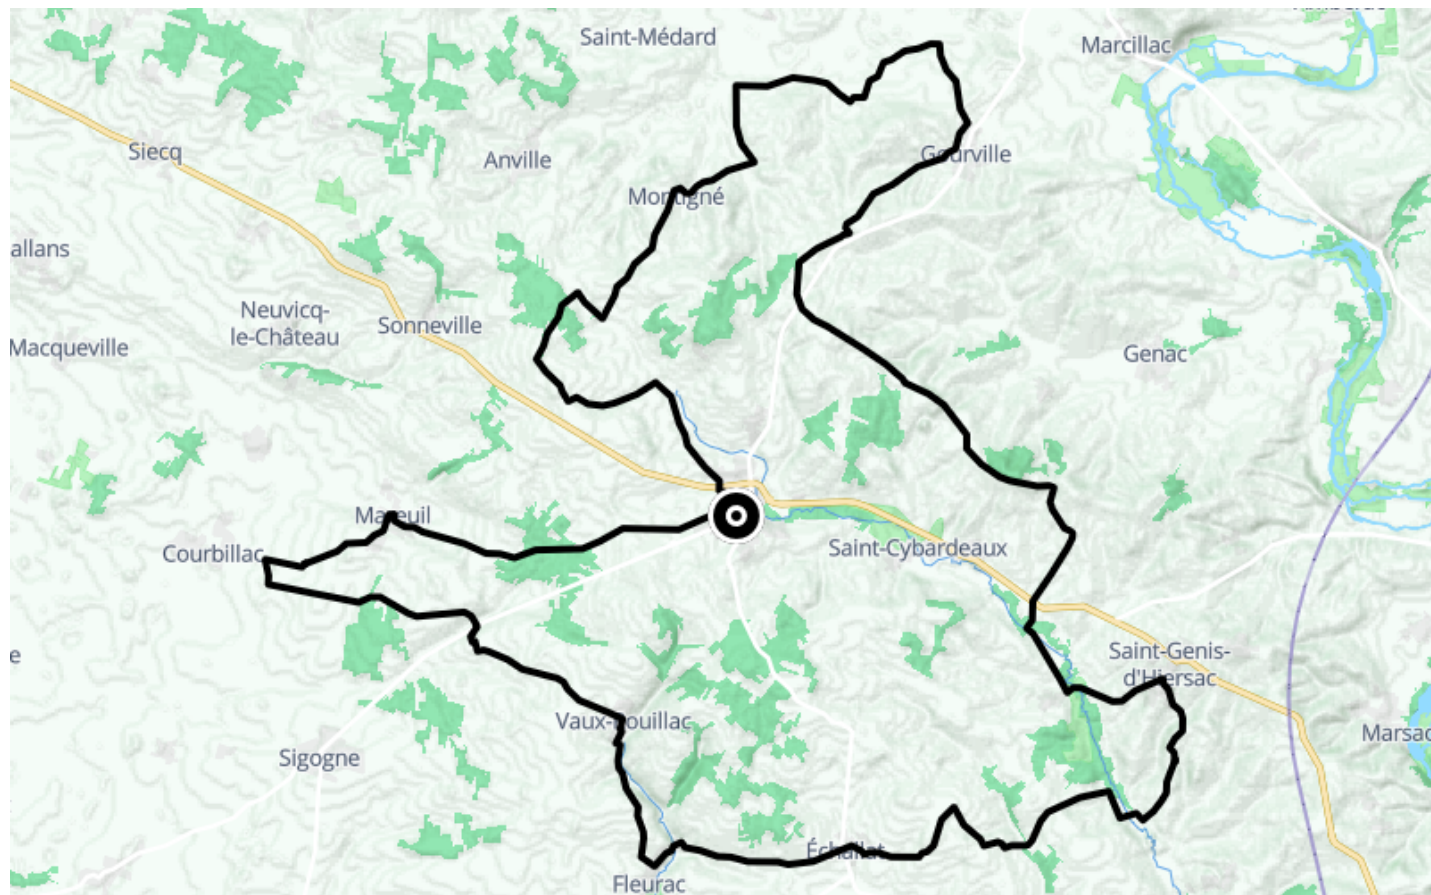 Saint-Médard
Marcillac
Siecq
Anville
Gourville
Montigné
allans
Neuvicq-
le-Château
Sonneville
Macqueville
Genac
Mareuil
Courbillac
Saint-Cybardeaux
e
Saint-Genis-
d'Hiersac
Vaux-Rouillac
Marsac
Sigogne
Échallat
Fleurac